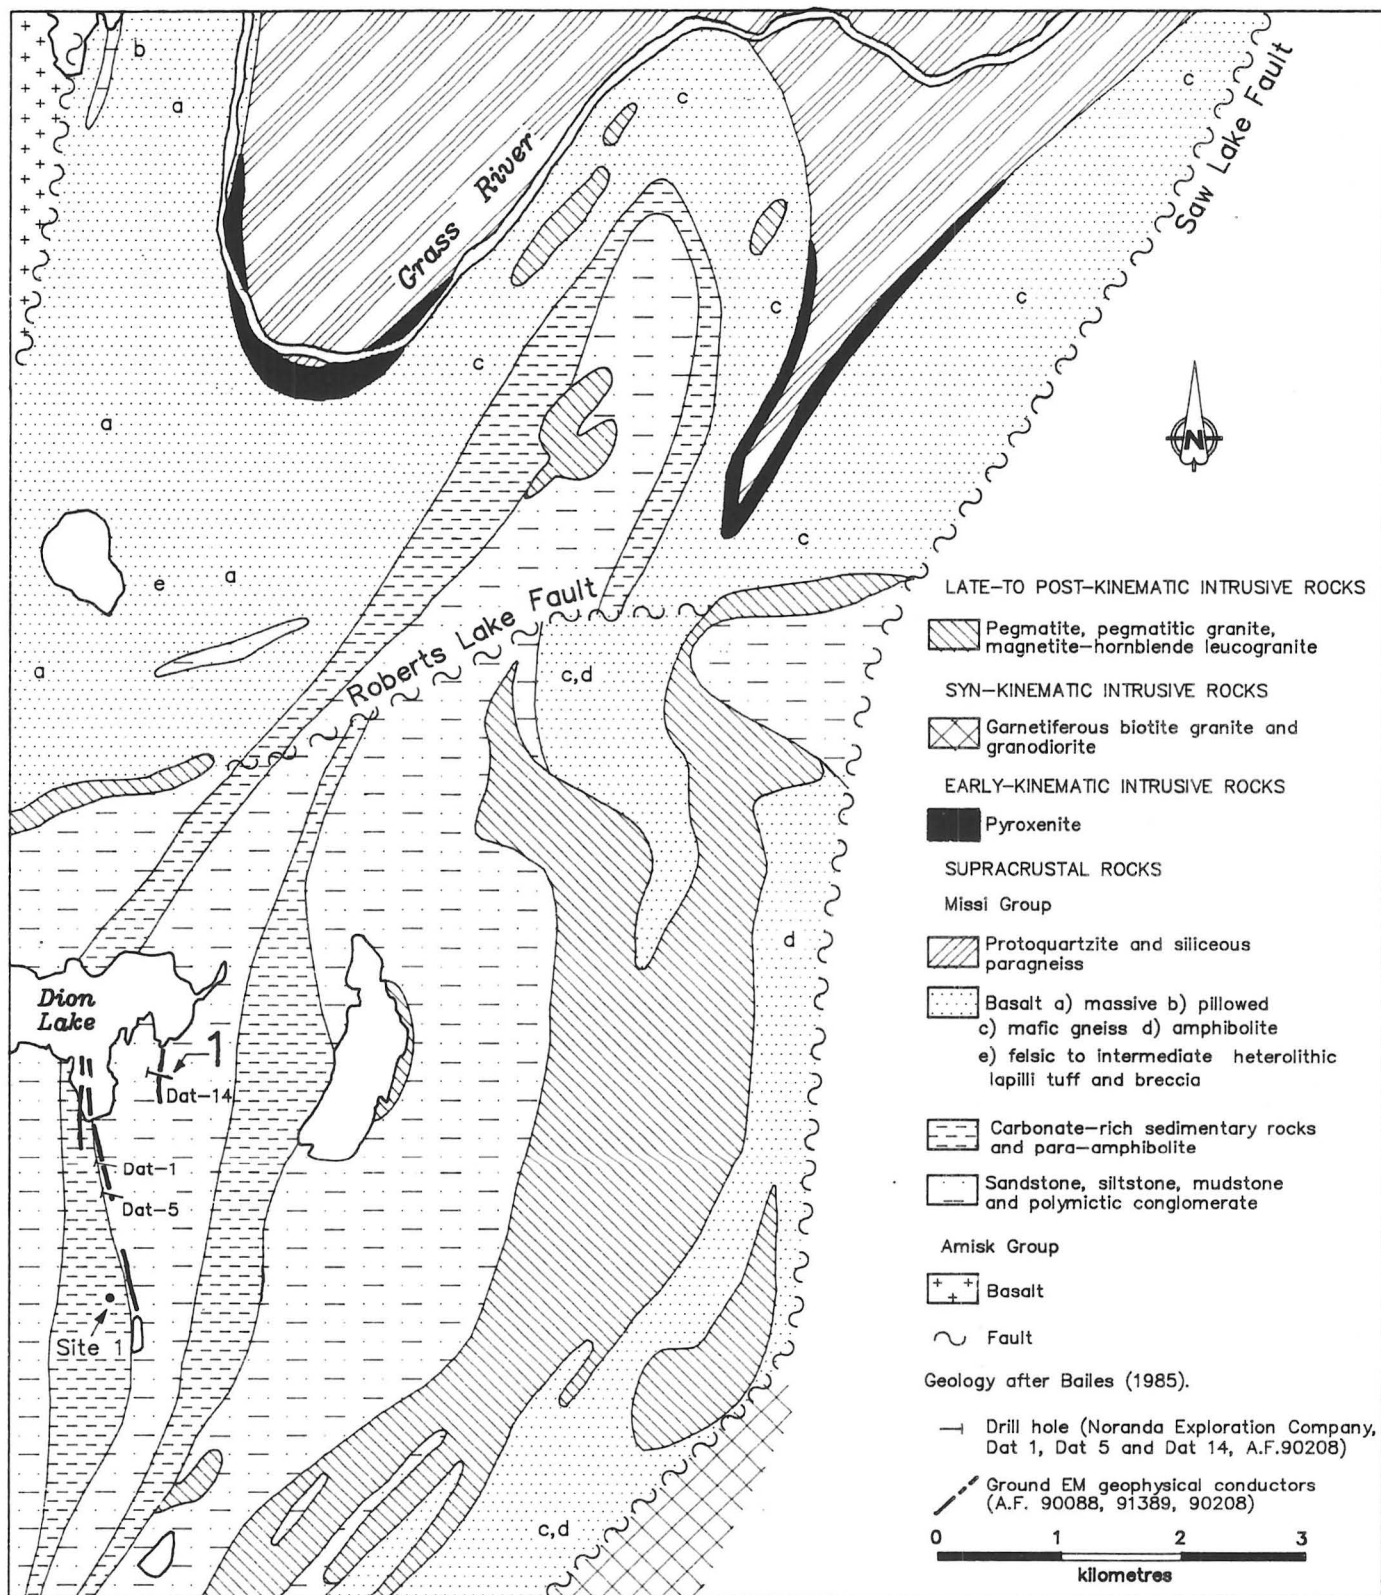 b
a
c
c
Saw Lake Fault
Grass River
c
c
c
a
N
c
e
a
Roberts Lake Fault
a
c,d
d
Dion
Lake
1
Dat-14
Dat-1
Dat-5
Site 1
c,d
LATE-TO POST-KINEMATIC INTRUSIVE ROCKS
Pegmatite, pegmatitic granite,
magnetite-hornblende leucogranite
SYN-KINEMATIC INTRUSIVE ROCKS
Garnetiferous biotite granite and
granodiorite
EARLY-KINEMATIC INTRUSIVE ROCKS
Pyroxenite
SUPRACRUSTAL ROCKS
Missi Group
Protoquartzite and siliceous
paragneiss
Basalt a) massive b) pillowed
c) mafic gneiss d) amphibolite
e) felsic to intermediate heterolithic
lapilli tuff and breccia
Carbonate-rich sedimentary rocks
and para-amphibolite
Sandstone, siltstone, mudstone
and polymictic conglomerate
Amisk Group
Basalt
Fault
Geology after Bailes (1985).
Drill hole (Noranda Exploration Company,
Dat 1, Dat 5 and Dat 14, A.F.90208)
Ground EM geophysical conductors
(A.F. 90088, 91389, 90208)
0 1 2 3
kilometres